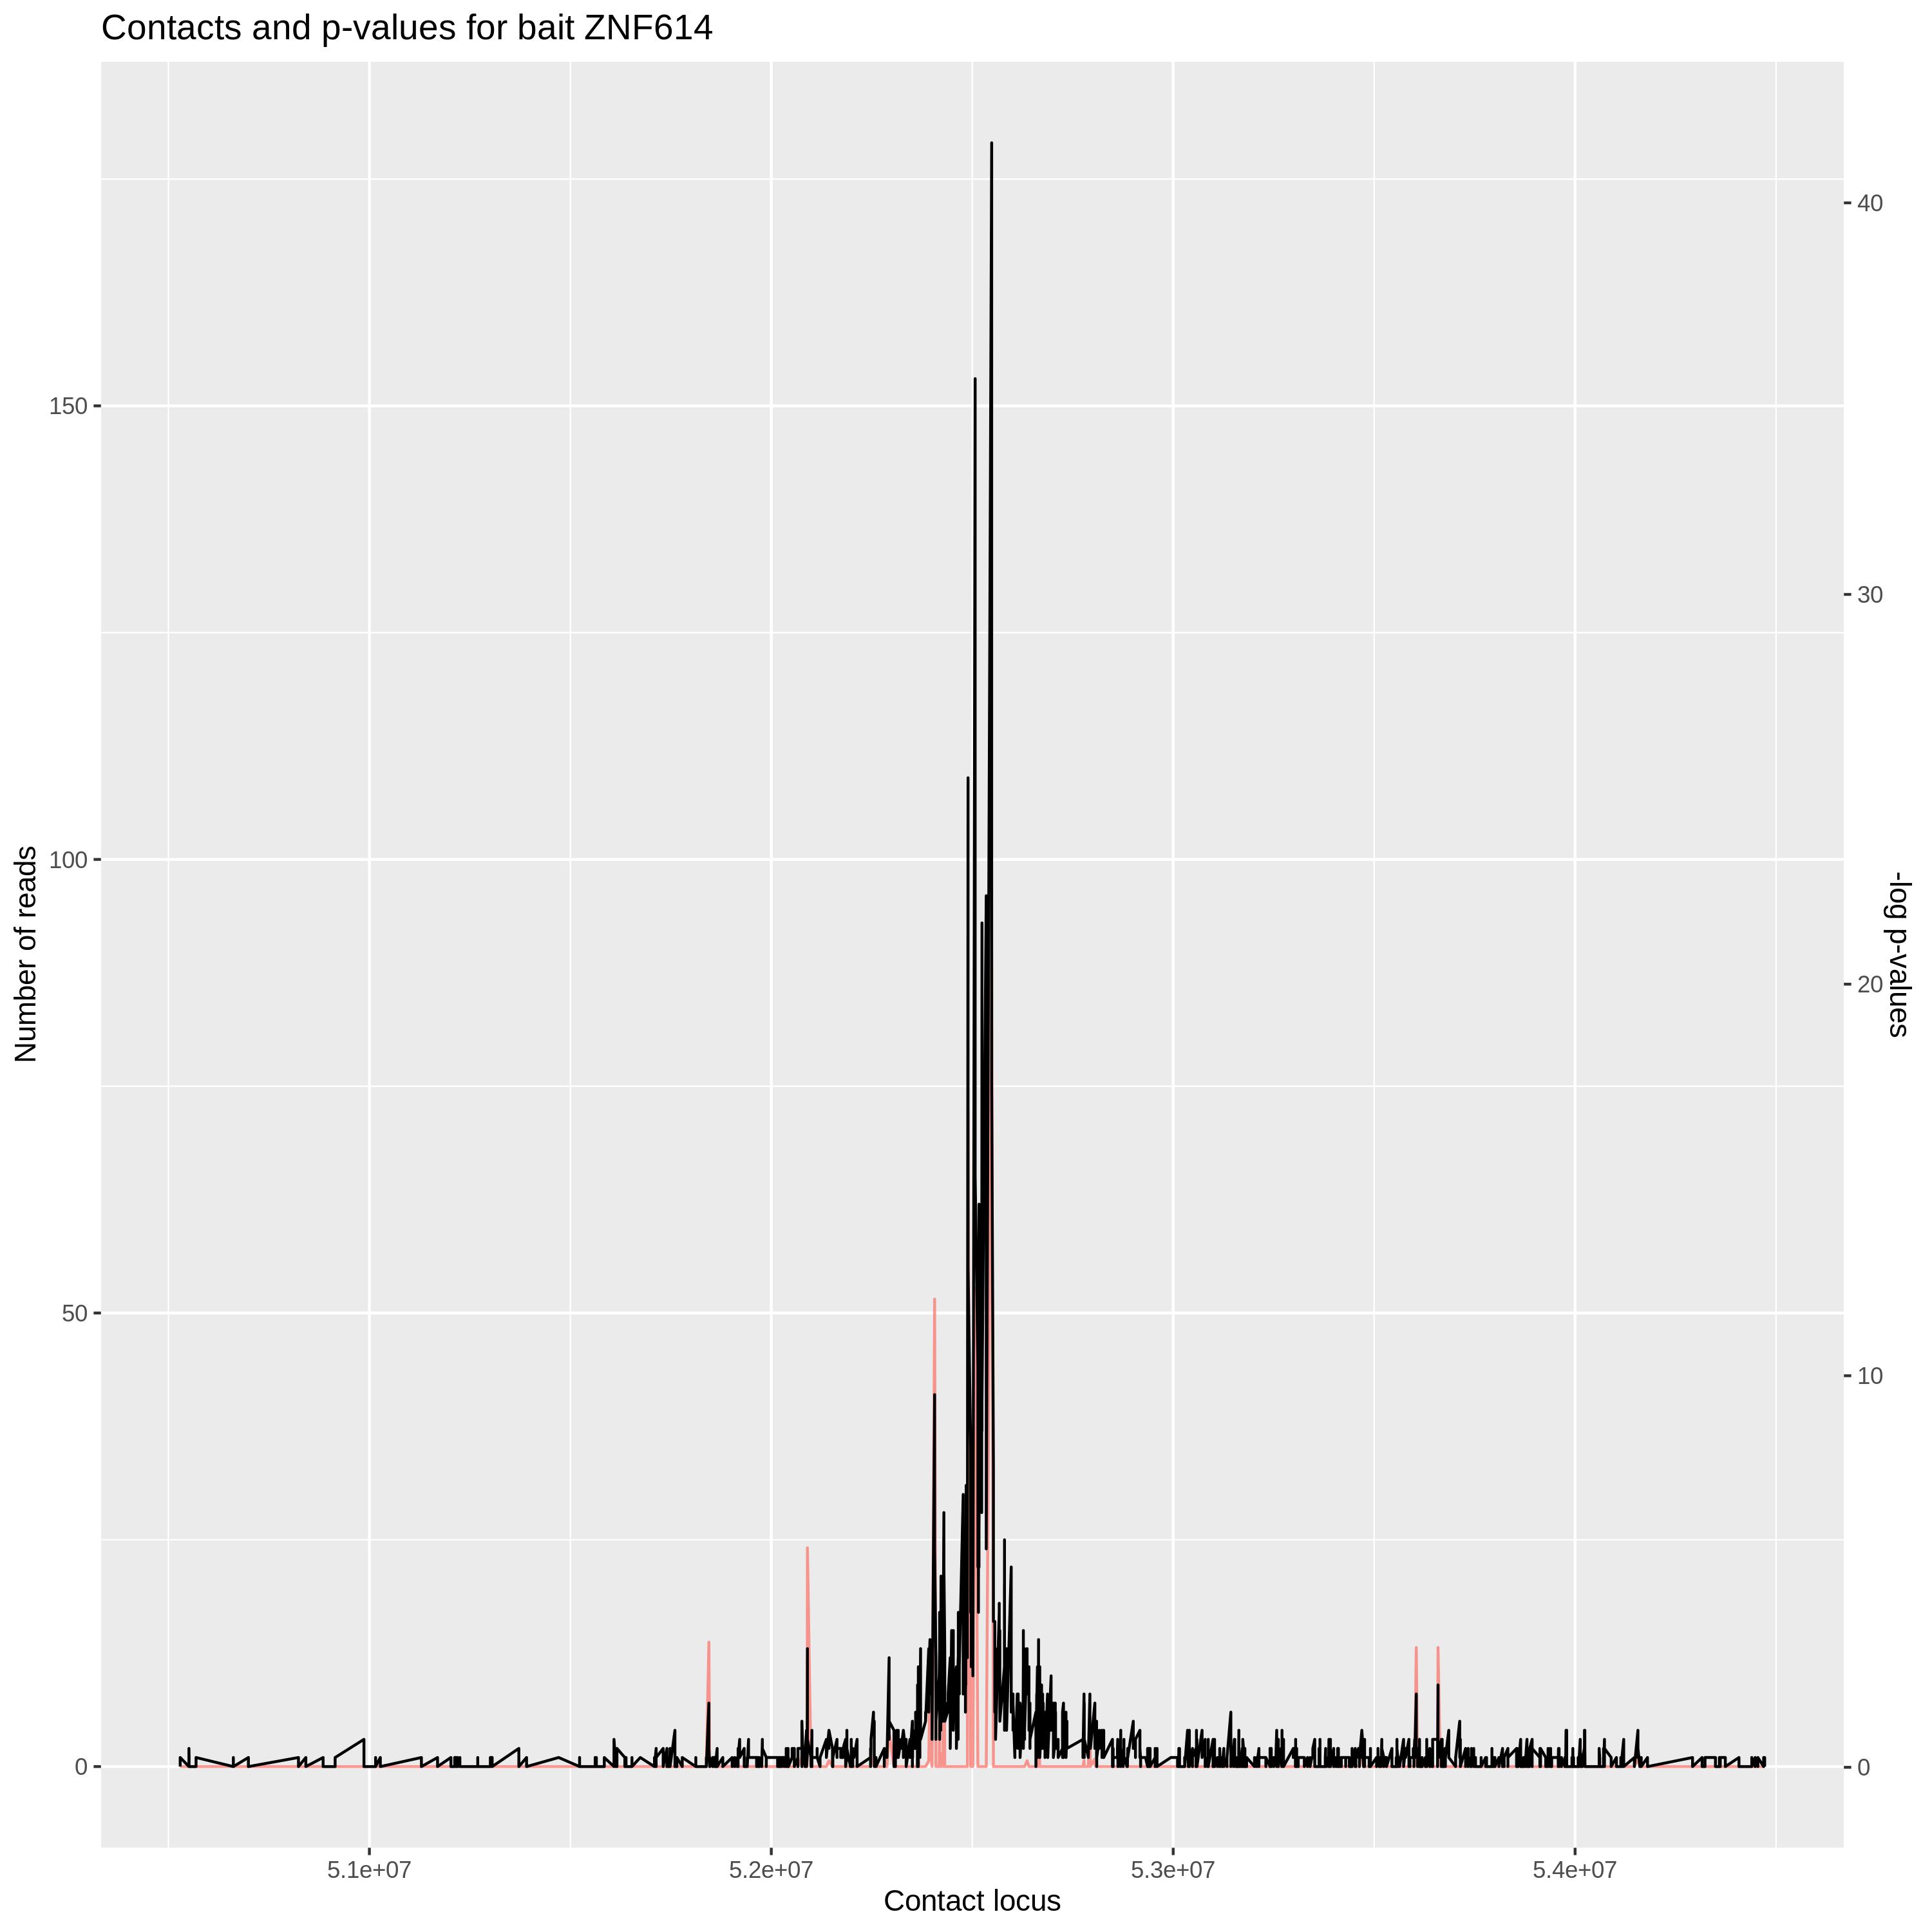 Contacts and p-values for bait ZNF614
Number of reads
150
100
50
0
40
30
20
10
0
-log p-values
5.1e+07 5.2e+07 5.3e+07 5.4e+07
Contact locus